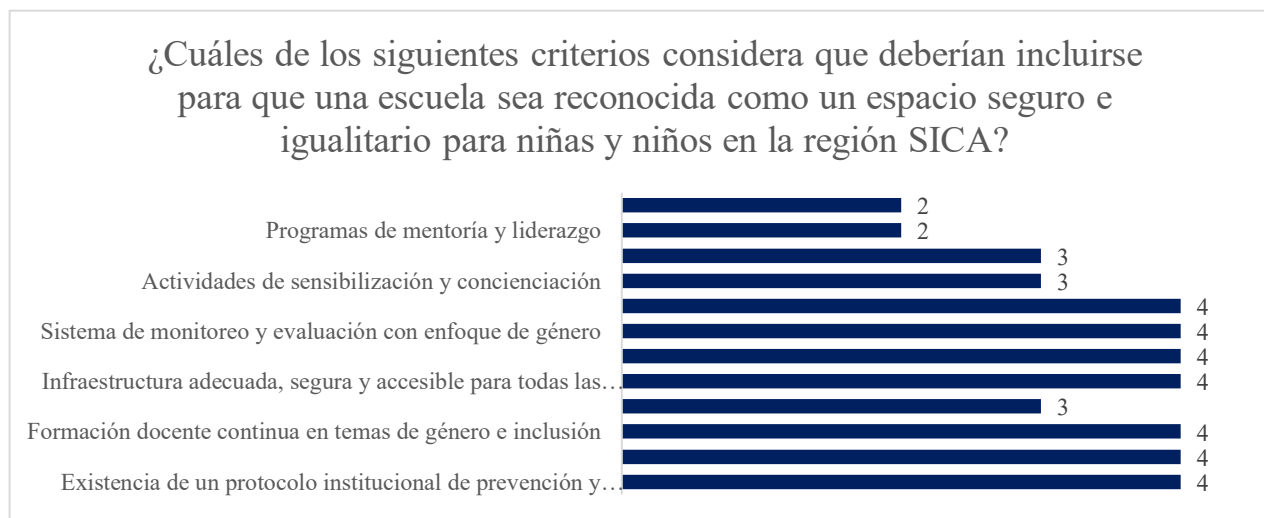 ¿Cuáles de los siguientes criterios considera que deberían incluirse
para que una escuela sea reconocida como un espacio seguro e
igualitario para niñas y niños en la región SICA?
2
Programas de mentoría y liderazgo 2
3
Actividades de sensibilización y concienciación 3
4
Sistema de monitoreo y evaluación con enfoque de género 4
4
Infraestructura adecuada, segura y accesible para todas las… 4
3
Formación docente continua en temas de género e inclusión 4
4
Existencia de un protocolo institucional de prevención y… 4